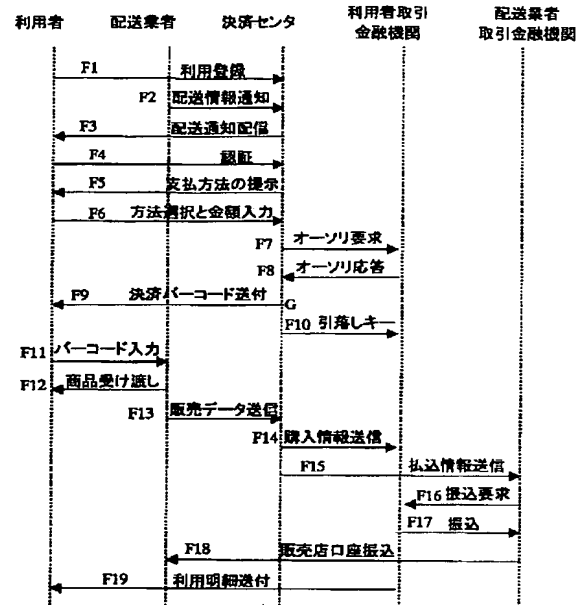 利用者 配送業者 決済センタ 利用者取引 配送業者
金融機関 取引金融機関
F1 利用登録
F2 配送情報通知
F3 配送通知配信
F4 認証
F5 支払方法の提示
F6 方法選択と金額入力
F7 オーソリ要求
F8 オーソリ応答
F9 決済バーコード送付 G
F10 引落しキー
F11 バーコード入力
F12 商品受け渡し
F13 販売データ送信
F14 購入情報送信
F15 払込情報送信
F16 振込要求
F17 振込
F18 販売店口座振込
F19 利用明細送付